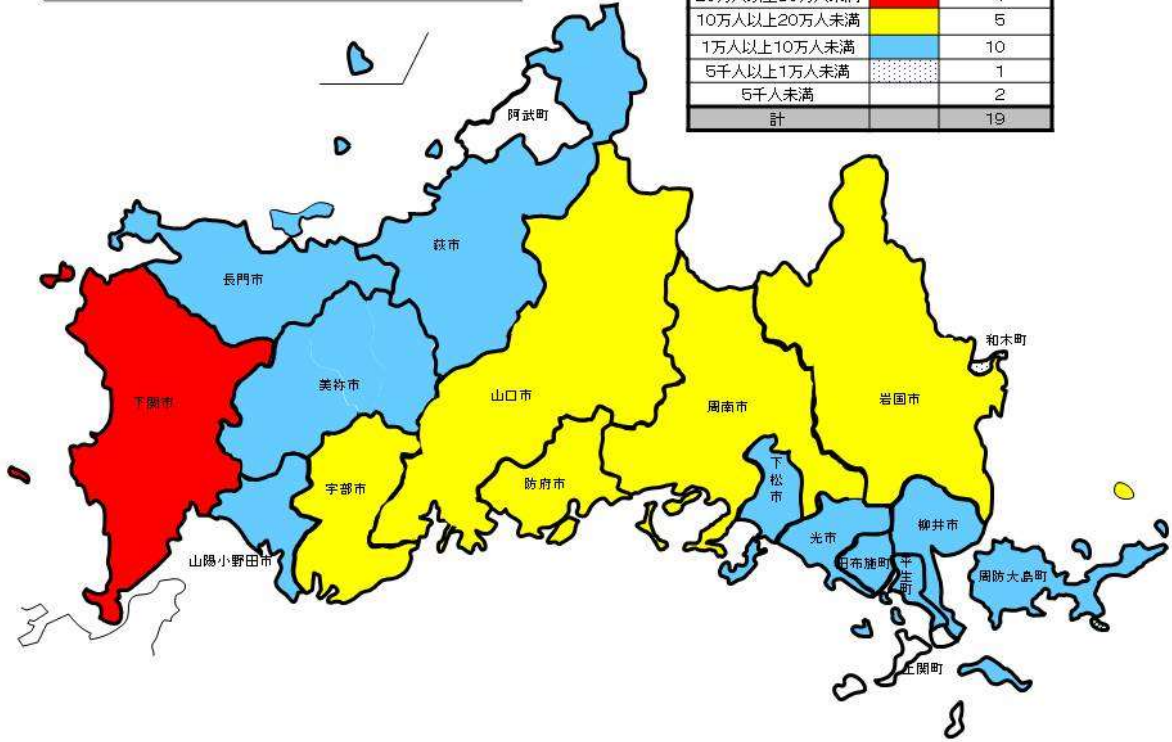 10万人以上20万人未満 5
1万人以上10万人未満 10
5千人以上1万人未満 1
5千人未満 2
計 19
阿武町
萩市
長門市
和木町
美祢市
山口市
岩国市
下関市
周南市
下松市
宇部市
防府市
柳井市
光市
山陽小野田市
田布施町
平生町
周防大島町
上関町